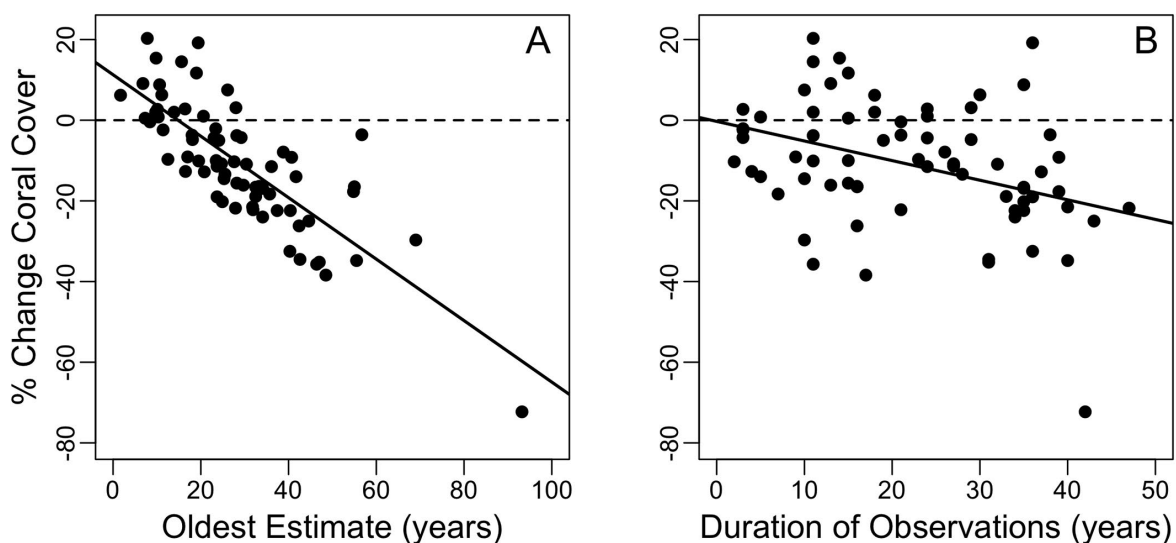 % Change Coral Cover
20
0
-20
-40
-60
-80
A
0 20 40 60 80 100
Oldest Estimate (years)
20
0
-20
-40
-60
-80
B
0 10 20 30 40 50
Duration of Observations (years)